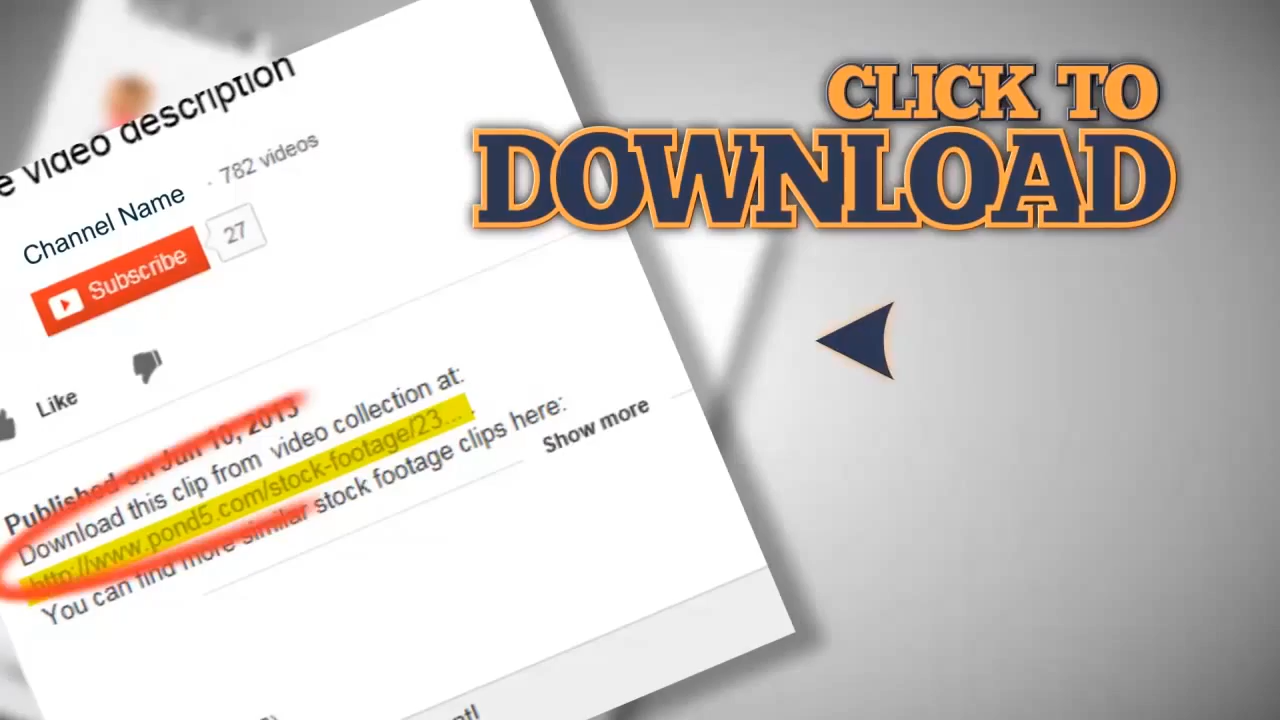 CLICK TO
DOWNLOAD
e video description
Channel Name
· 782 videos
Subscribe
27
Like
Published on Jun 10, 2013
Download this clip from video collection at:
http://www.pond5.com/stock-footage/23... .
You can find more similar stock footage clips here:
Show more